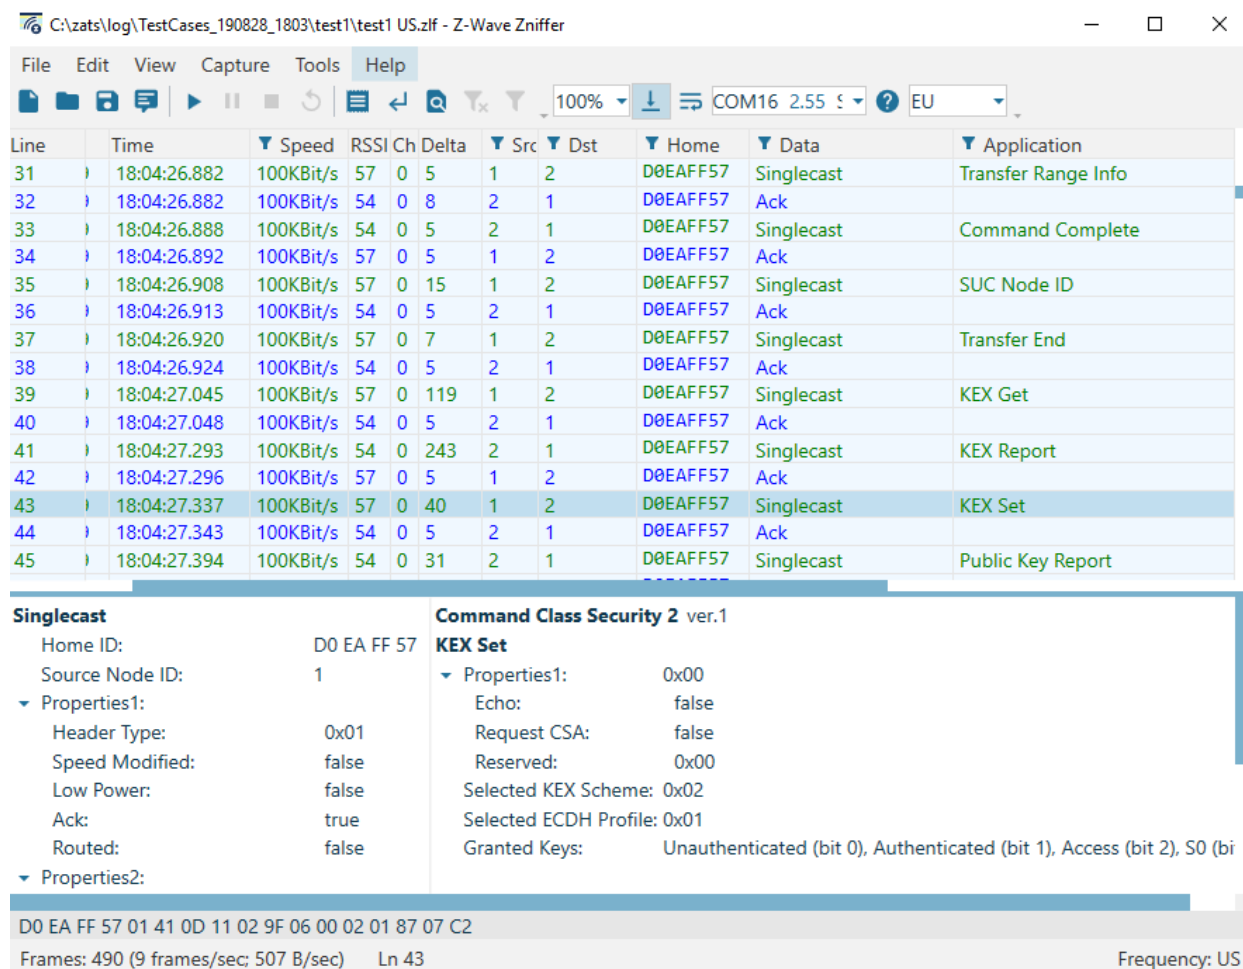 C:\zats\log\TestCases_190828_1803\test1\test1 US.zlf - Z-Wave Zniffer
File Edit View Capture Tools Help
100% COM16 2.55 EU
Line Time Speed RSSI Ch Delta Src Dst Home Data Application
31 18:04:26.882 100KBit/s 57 0 5 1 2 D0EAFF57 Singlecast Transfer Range Info
32 18:04:26.882 100KBit/s 54 0 8 2 1 D0EAFF57 Ack
33 18:04:26.888 100KBit/s 54 0 5 2 1 D0EAFF57 Singlecast Command Complete
34 18:04:26.892 100KBit/s 57 0 5 1 2 D0EAFF57 Ack
35 18:04:26.908 100KBit/s 57 0 15 1 2 D0EAFF57 Singlecast SUC Node ID
36 18:04:26.913 100KBit/s 54 0 5 2 1 D0EAFF57 Ack
37 18:04:26.920 100KBit/s 57 0 7 1 2 D0EAFF57 Singlecast Transfer End
38 18:04:26.924 100KBit/s 54 0 5 2 1 D0EAFF57 Ack
39 18:04:27.045 100KBit/s 57 0 119 1 2 D0EAFF57 Singlecast KEX Get
40 18:04:27.048 100KBit/s 54 0 5 2 1 D0EAFF57 Ack
41 18:04:27.293 100KBit/s 54 0 243 2 1 D0EAFF57 Singlecast KEX Report
42 18:04:27.296 100KBit/s 57 0 5 1 2 D0EAFF57 Ack
43 18:04:27.337 100KBit/s 57 0 40 1 2 D0EAFF57 Singlecast KEX Set
44 18:04:27.343 100KBit/s 54 0 5 2 1 D0EAFF57 Ack
45 18:04:27.394 100KBit/s 54 0 31 2 1 D0EAFF57 Singlecast Public Key Report
Singlecast
Home ID: D0 EA FF 57
Source Node ID: 1
Properties1:
Header Type: 0x01
Speed Modified: false
Low Power: false
Ack: true
Routed: false
Properties2:
Command Class Security 2 ver.1
KEX Set
Properties1: 0x00
Echo: false
Request CSA: false
Reserved: 0x00
Selected KEX Scheme: 0x02
Selected ECDH Profile: 0x01
Granted Keys: Unauthenticated (bit 0), Authenticated (bit 1), Access (bit 2), S0 (bi
D0 EA FF 57 01 41 0D 11 02 9F 06 00 02 01 87 07 C2
Frames: 490 (9 frames/sec; 507 B/sec) Ln 43 Frequency: US